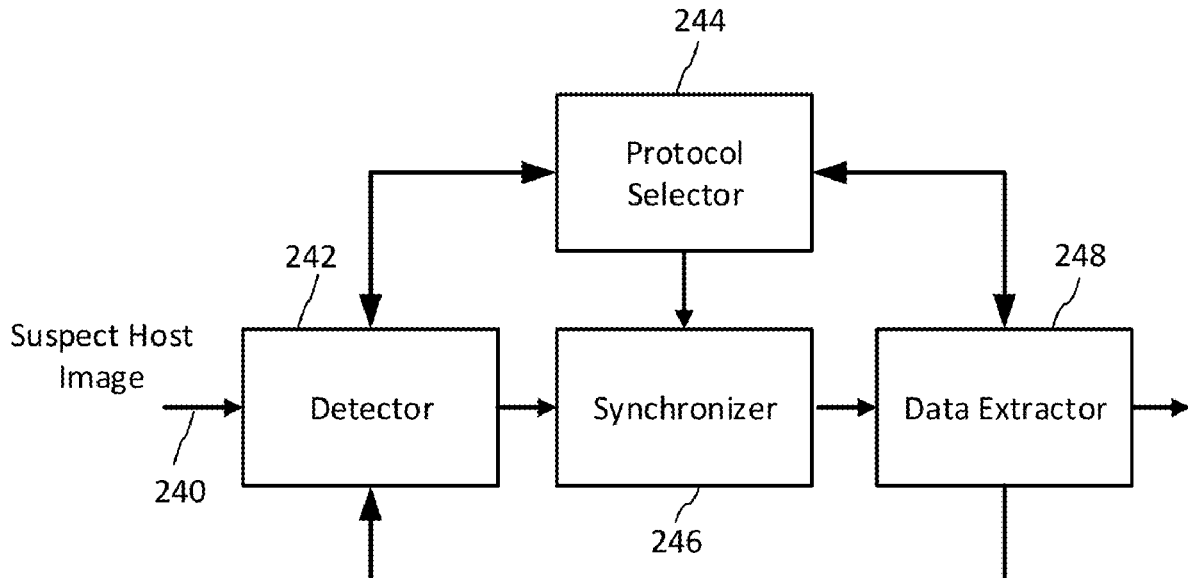 244
Protocol
Selector
242
248
Suspect Host
Image
Detector
Synchronizer
Data Extractor
240
246